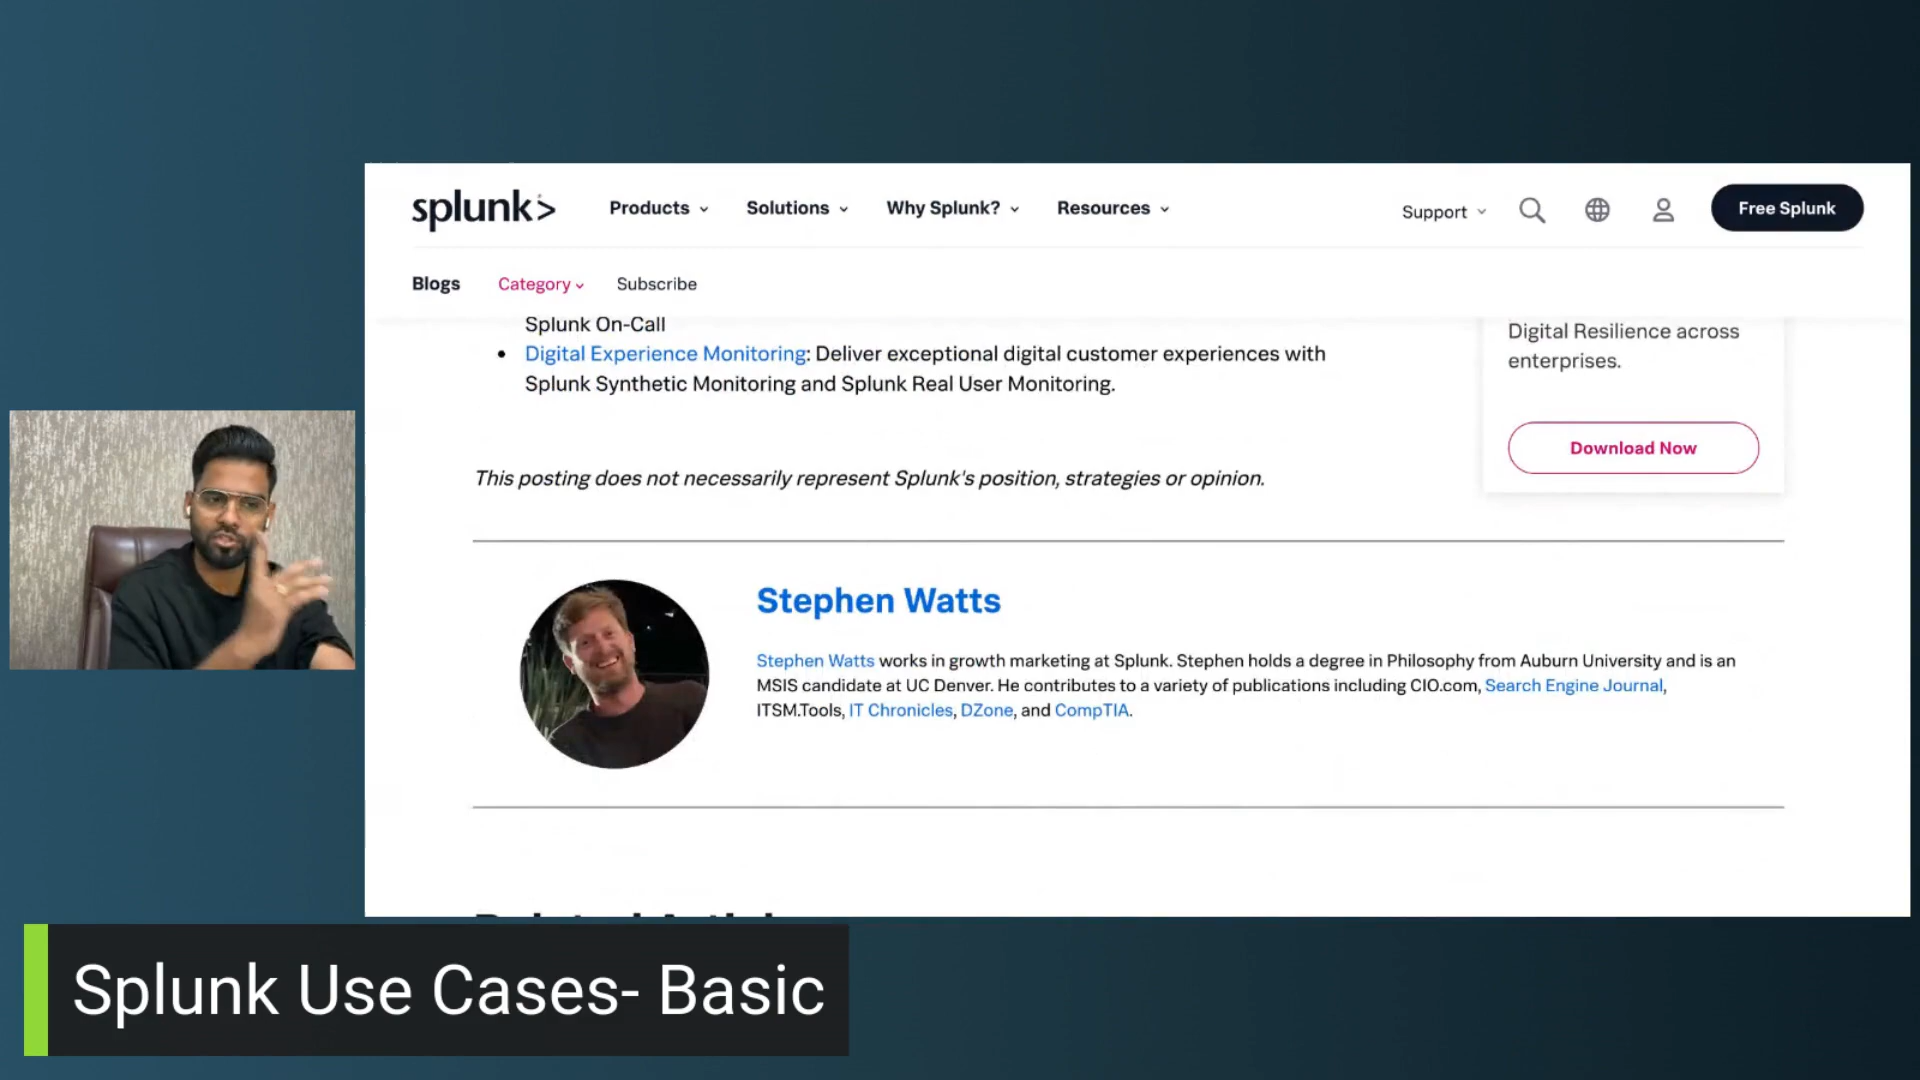 splunk>
Products
Solutions
Why Splunk?
Resources
Support
Free Splunk
Blogs
Category
Subscribe
Splunk On-Call
• Digital Experience Monitoring: Deliver exceptional digital customer experiences with
Splunk Synthetic Monitoring and Splunk Real User Monitoring.
Digital Resilience across
enterprises.
Download Now
This posting does not necessarily represent Splunk's position, strategies or opinion.
Stephen Watts
Stephen Watts works in growth marketing at Splunk. Stephen holds a degree in Philosophy from Auburn University and is an
MSIS candidate at UC Denver. He contributes to a variety of publications including CIO.com, Search Engine Journal,
ITSM.Tools, IT Chronicles, DZone, and CompTIA.
Splunk Use Cases- Basic